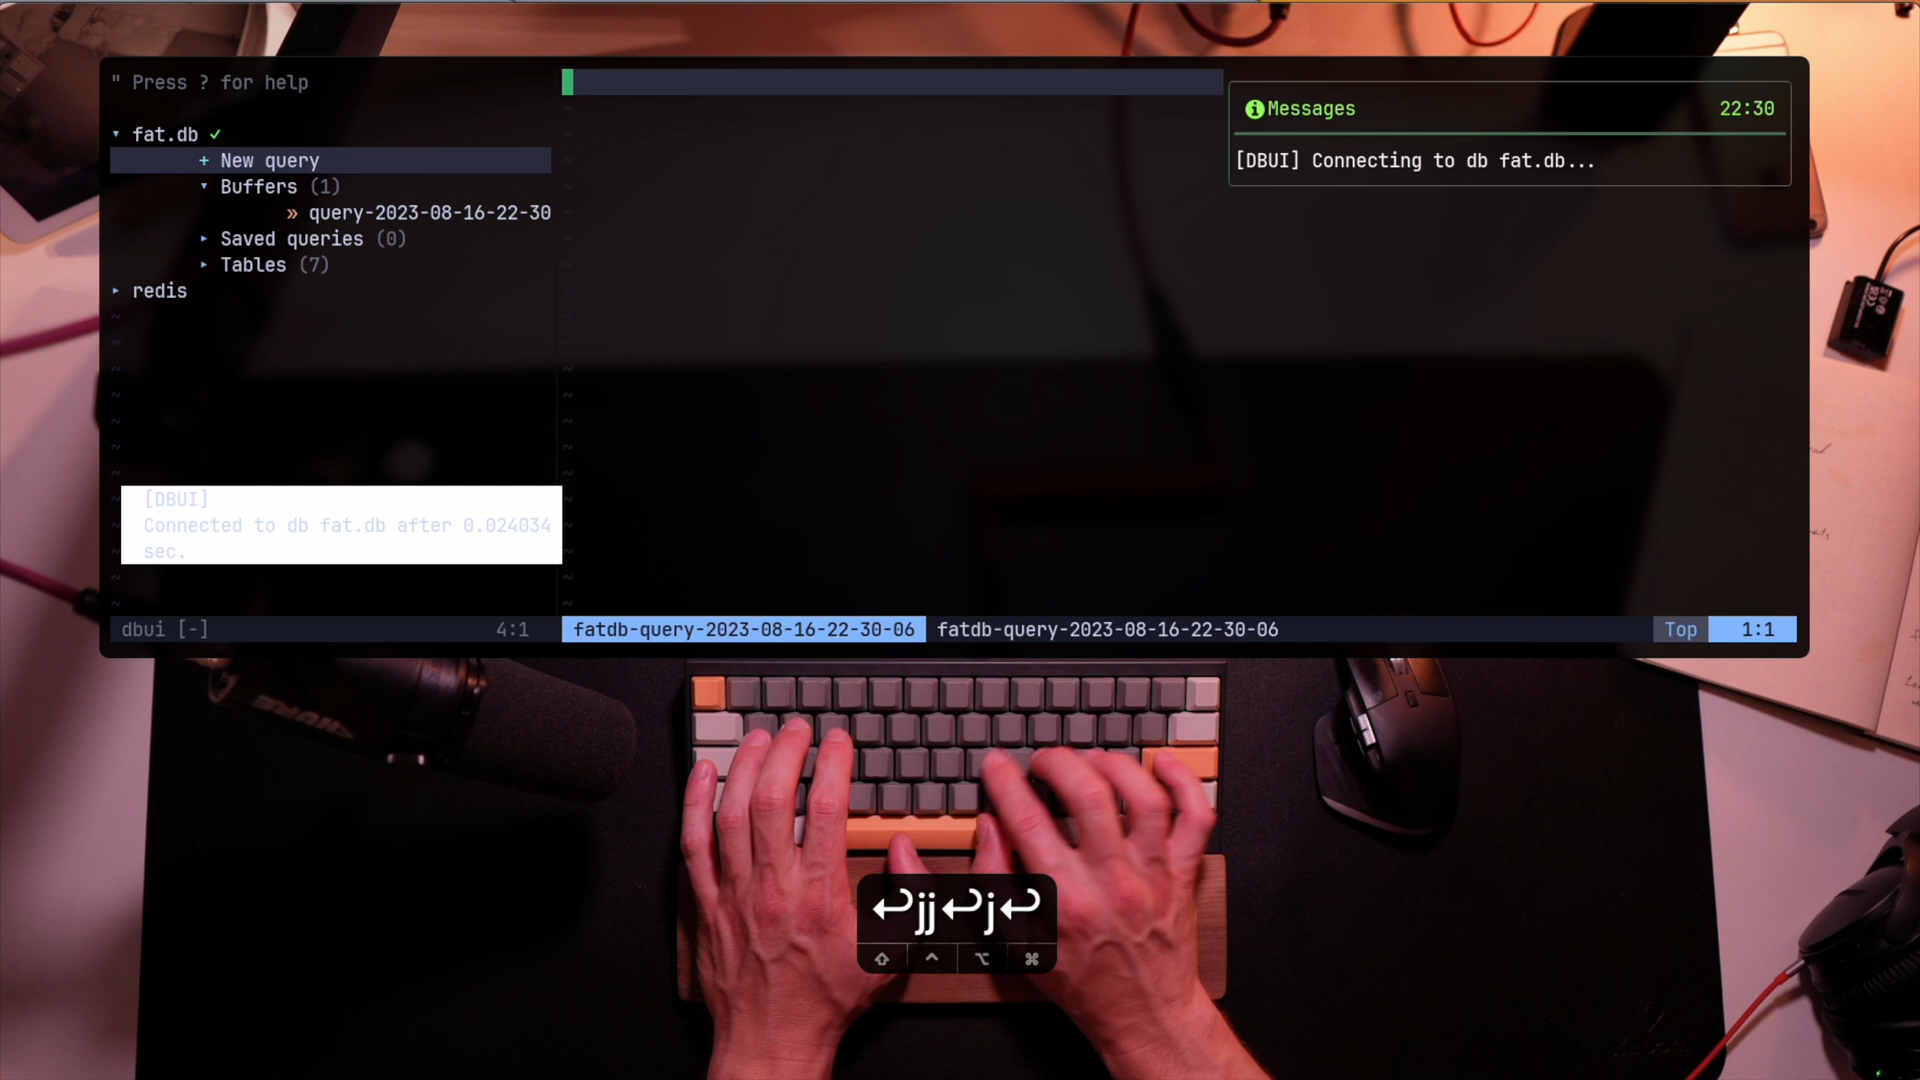 " Press ? for help
▾ fat.db ✓
+ New query
▾ Buffers (1)
» query-2023-08-16-22-30
▸ Saved queries (0)
▸ Tables (7)
▸ redis
[DBUI]
Connected to db fat.db after 0.024034
sec.
dbui [-] 4:1
Messages 22:30
[DBUI] Connecting to db fat.db...
fatdb-query-2023-08-16-22-30-06 fatdb-query-2023-08-16-22-30-06 Top 1:1
SHURE
↩jj↩j↩
⇧ ⌃ ⌥ ⌘